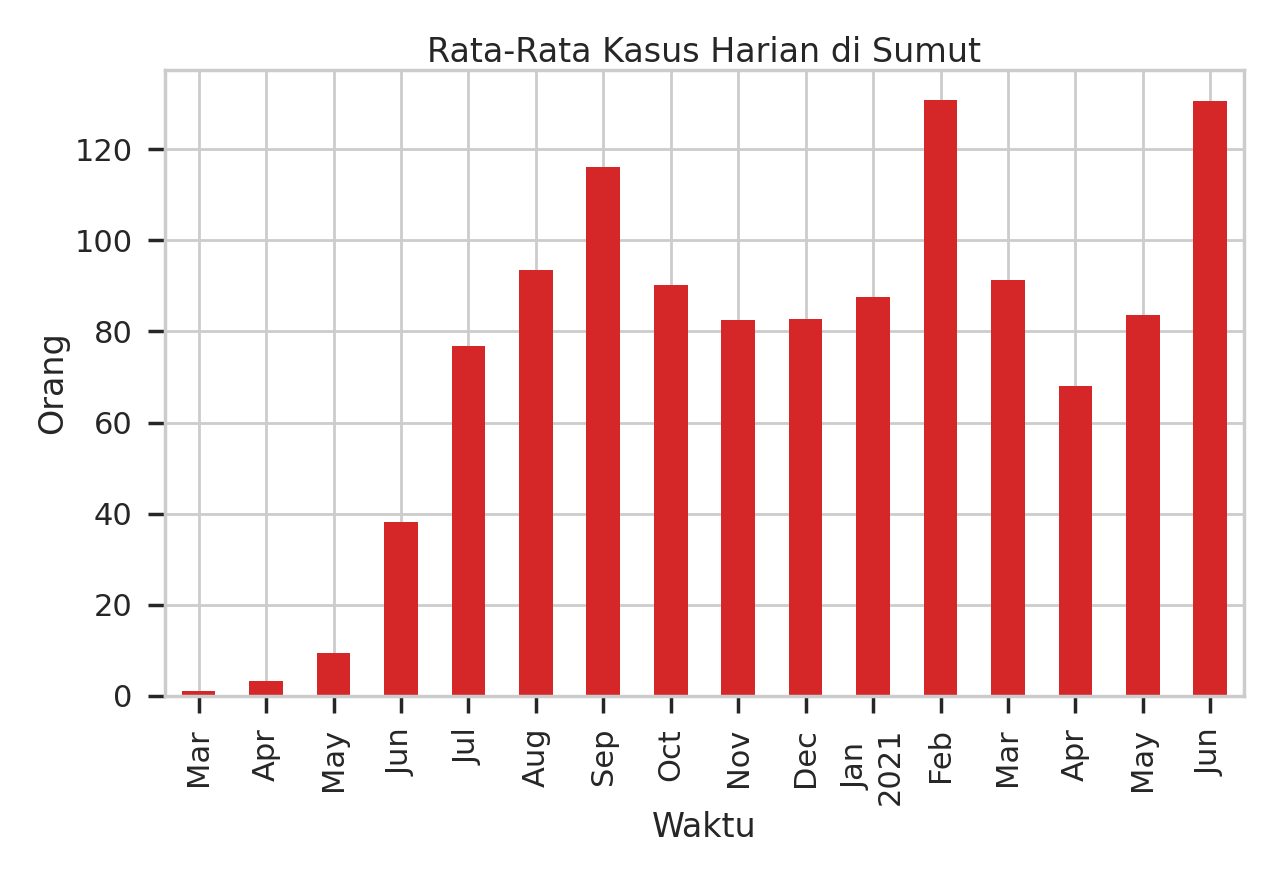 Rata-Rata Kasus Harian di Sumut
Orang
120
100
80
60
40
20
0
Mar
Apr
May
Jun
Jul
Aug
Sep
Oct
Nov
Dec
Jan
2021
Feb
Mar
Apr
May
Jun
Waktu